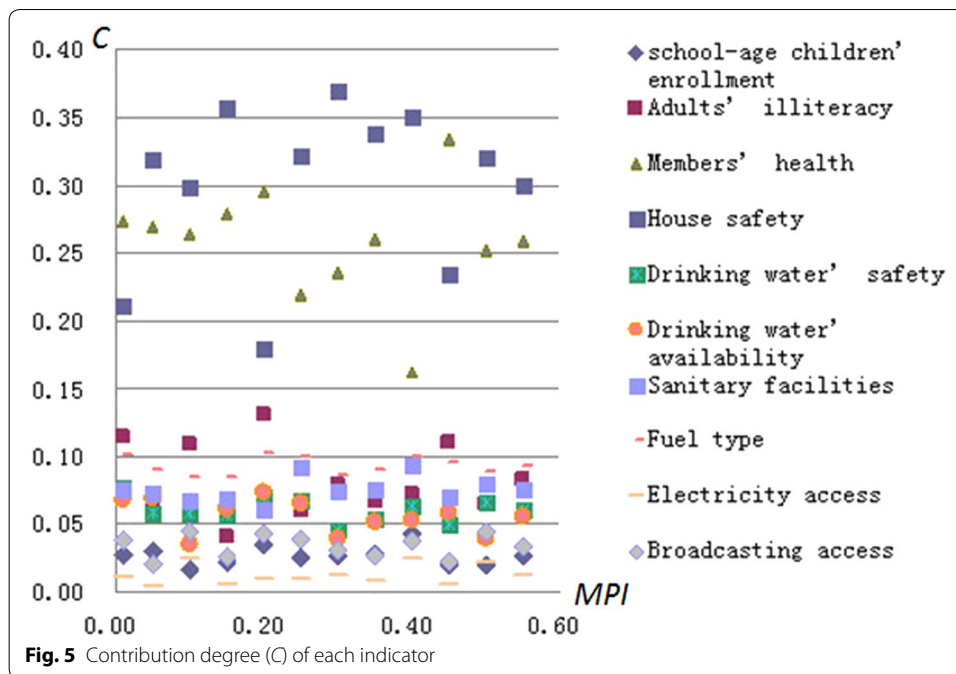 C
0.40
0.35
0.30
0.25
0.20
0.15
0.10
0.05
0.00
0.00 0.20 0.40 0.60
MPI
school-age children'
enrollment
Adults' illiteracy
Members' health
House safety
Drinking water' safety
Drinking water'
availability
Sanitary facilities
Fuel type
Electricity access
Broadcasting access
Fig. 5 Contribution degree (C) of each indicator